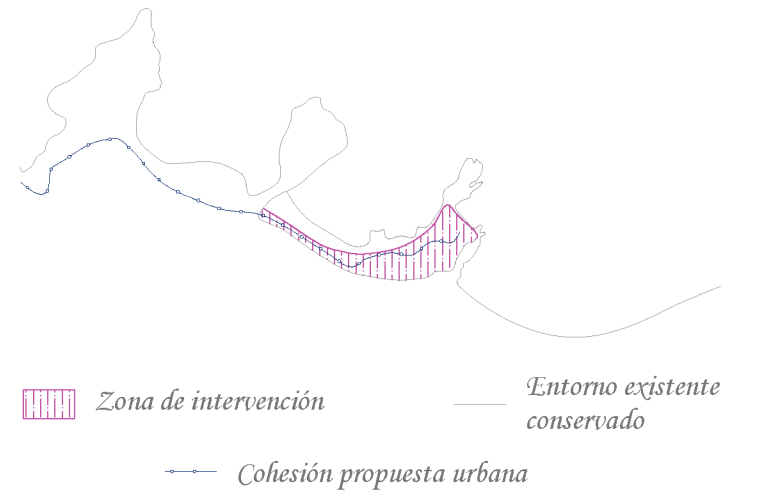 Zona de intervención
Entorno existente
conservado
Cohesión propuesta urbana